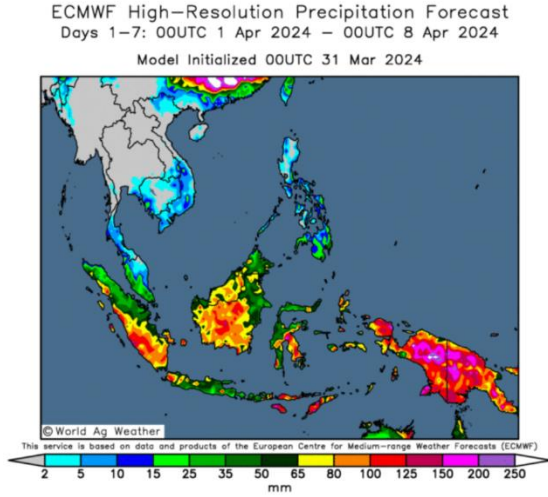 ECMWF High-Resolution Precipitation Forecast
Days 1-7: 00UTC 1 Apr 2024 - 00UTC 8 Apr 2024
Model Initialized 00UTC 31 Mar 2024
© World Ag Weather
This service is based on data and products of the European Centre for Medium-range Weather Forecasts (ECMWF)
2 5 10 15 25 35 50 65 80 100 125 150 200 250
mm